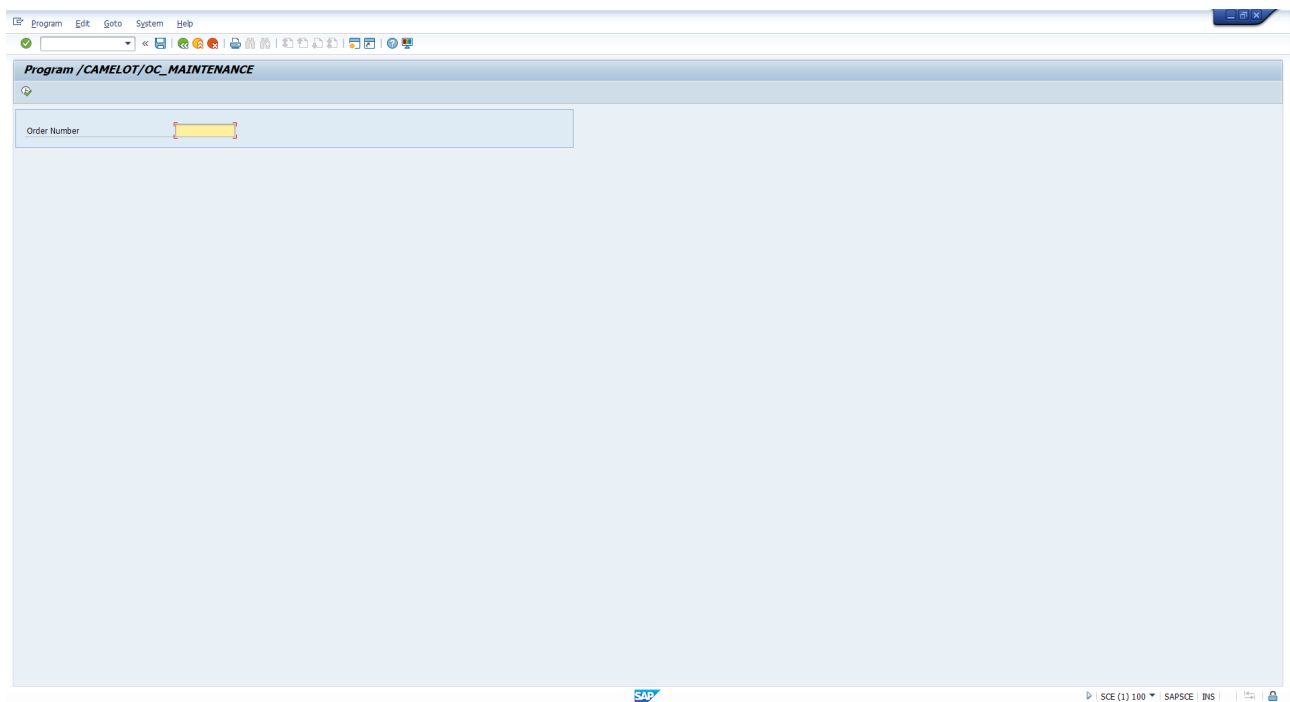 Program Edit Goto System Help
Program /CAMELOT/OC_MAINTENANCE
Order Number
SAP
SCE (1) 100 SAPSCE INS